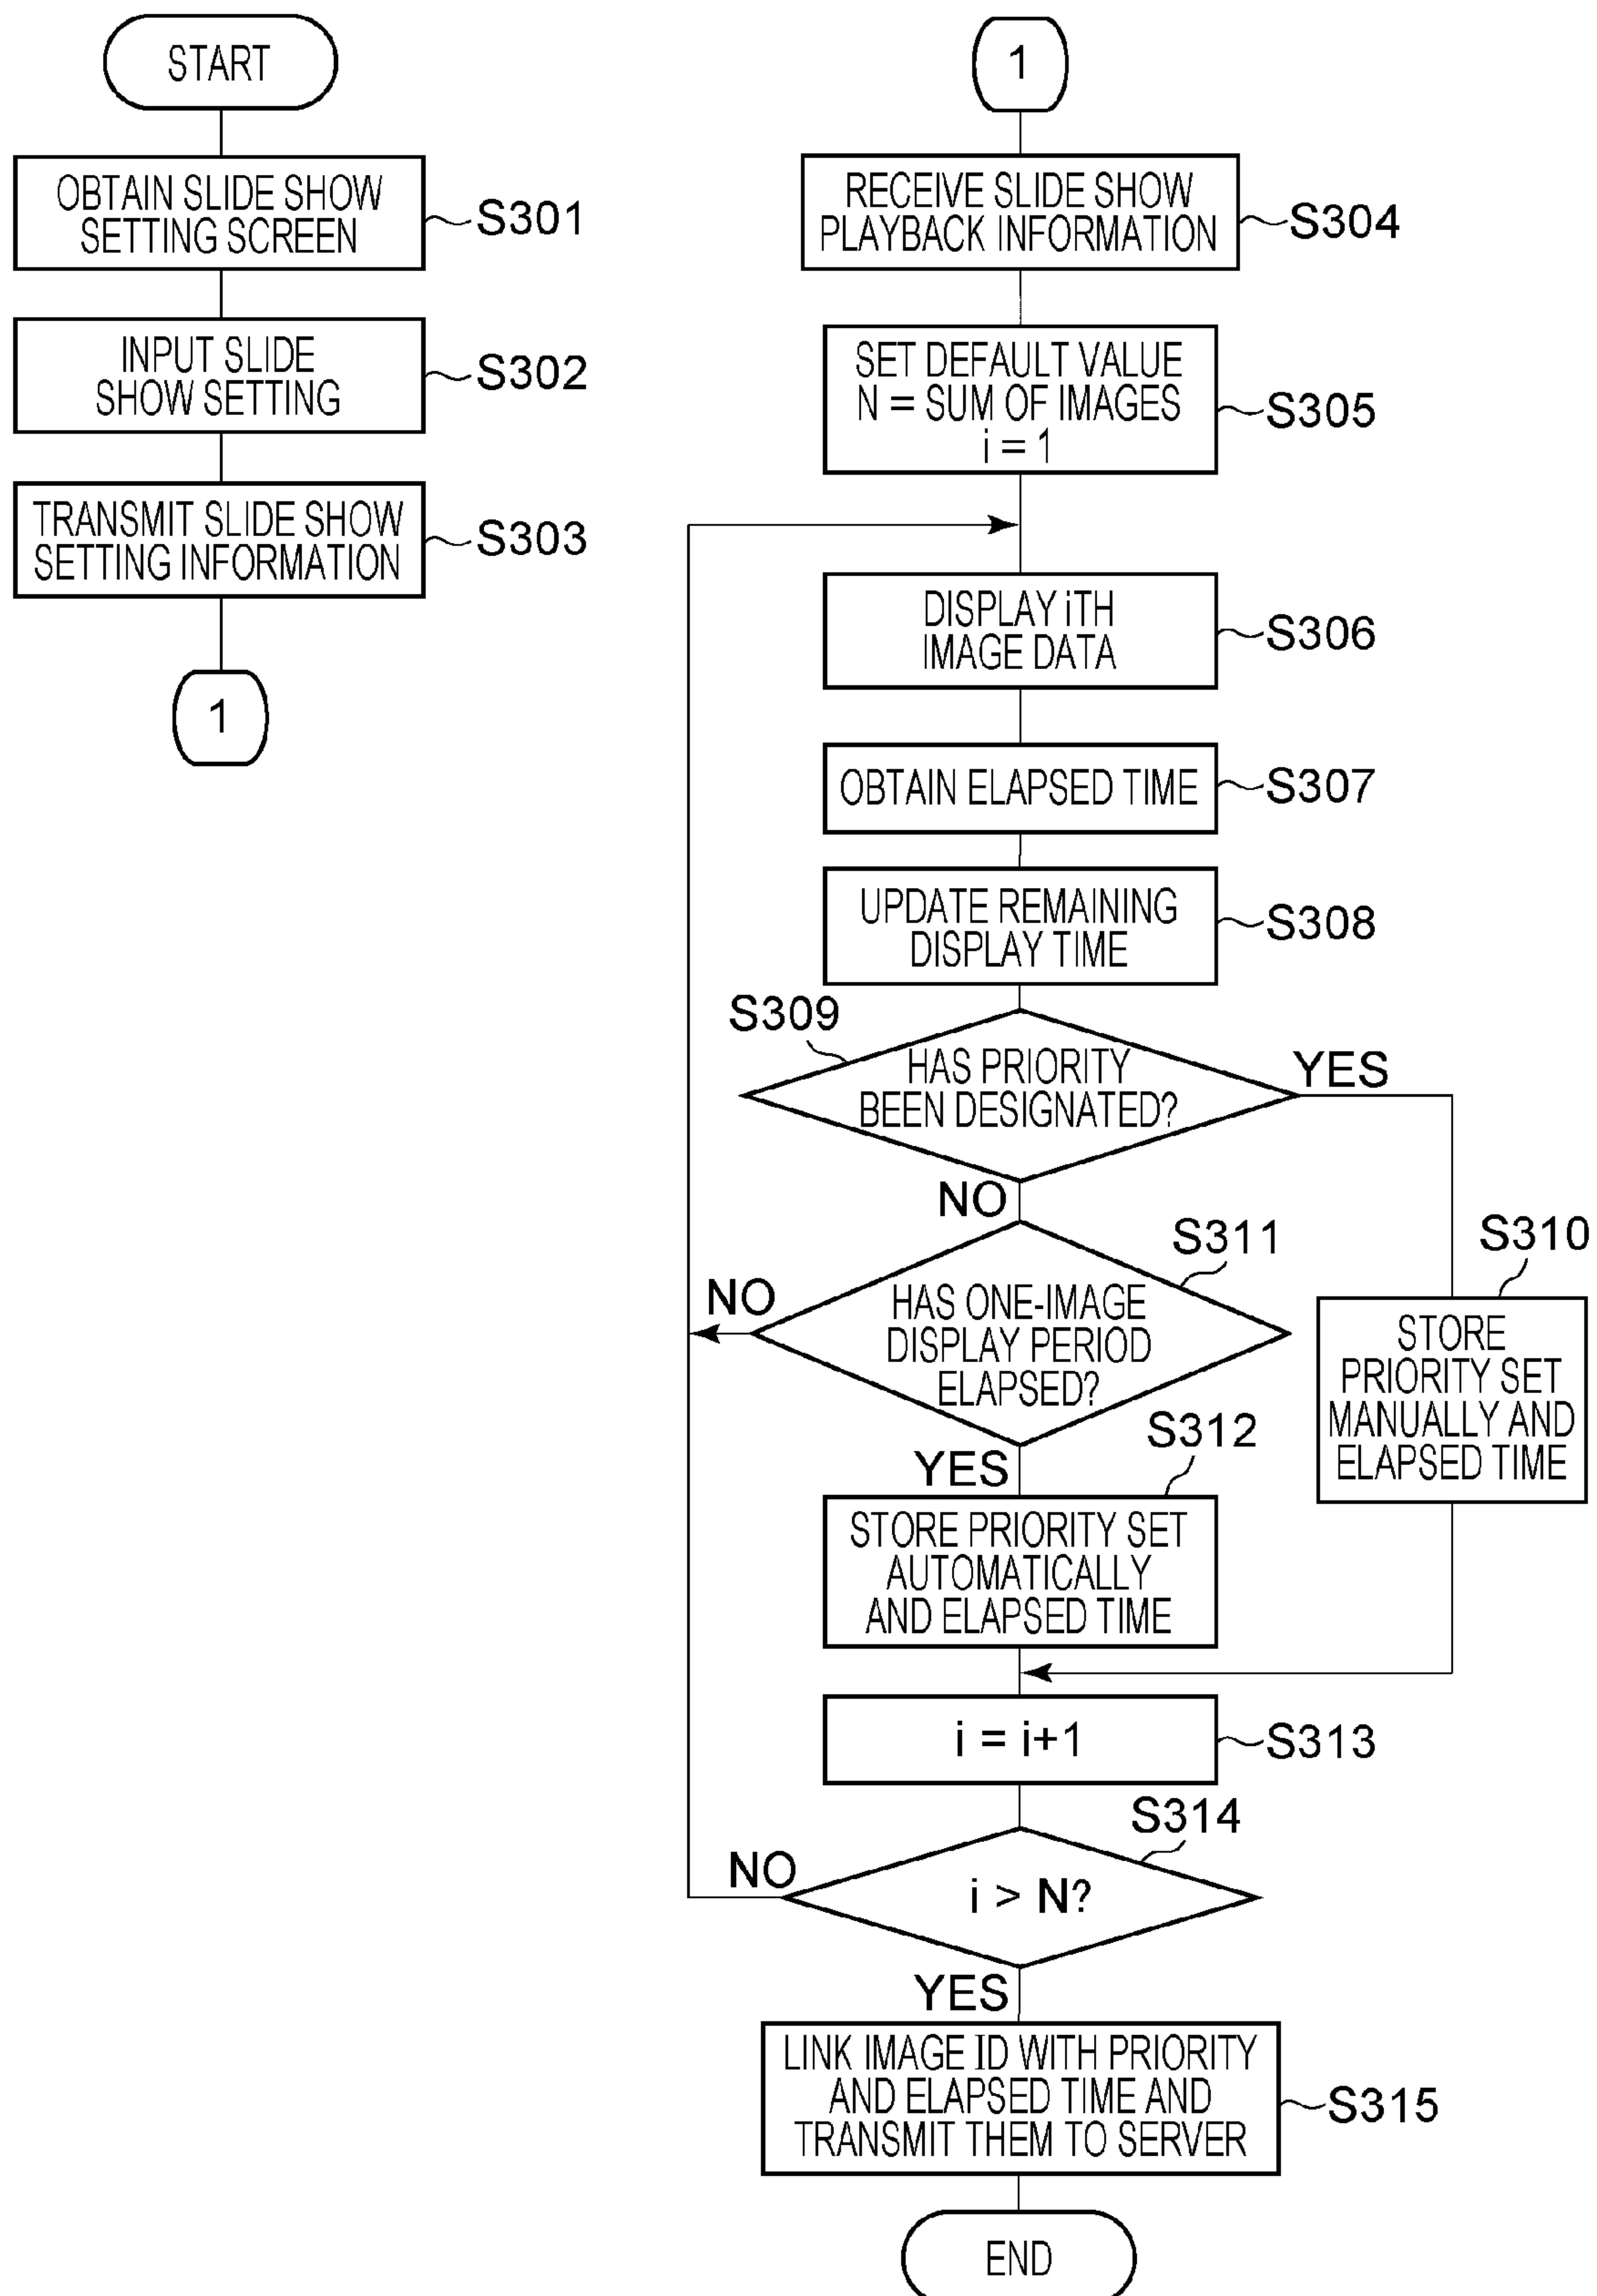 START
OBTAIN SLIDE SHOW
SETTING SCREEN
S301
INPUT SLIDE
SHOW SETTING
S302
TRANSMIT SLIDE SHOW
SETTING INFORMATION
S303
1
1
RECEIVE SLIDE SHOW
PLAYBACK INFORMATION
S304
SET DEFAULT VALUE
N = SUM OF IMAGES
i = 1
S305
DISPLAY iTH
IMAGE DATA
S306
OBTAIN ELAPSED TIME
S307
UPDATE REMAINING
DISPLAY TIME
S308
S309
HAS PRIORITY
BEEN DESIGNATED?
YES
NO
S310
STORE
PRIORITY SET
MANUALLY AND
ELAPSED TIME
S311
HAS ONE-IMAGE
DISPLAY PERIOD
ELAPSED?
NO
YES
S312
STORE PRIORITY SET
AUTOMATICALLY
AND ELAPSED TIME
i = i+1
S313
S314
i > N?
NO
YES
LINK IMAGE ID WITH PRIORITY
AND ELAPSED TIME AND
TRANSMIT THEM TO SERVER
S315
END